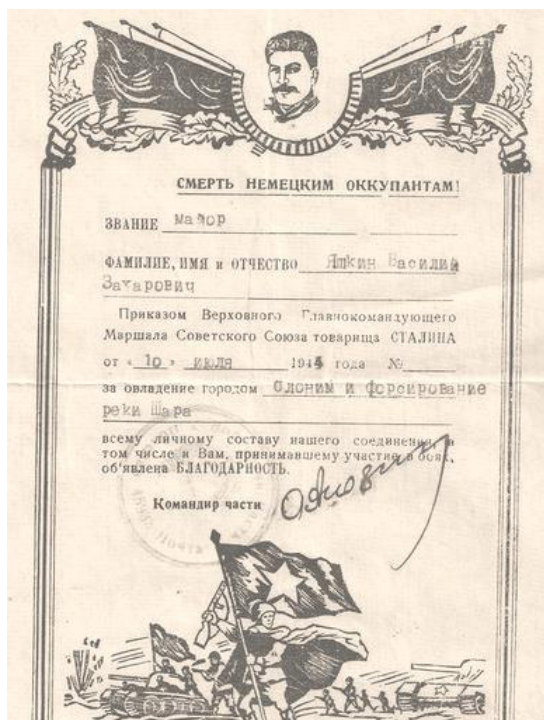 СМЕРТЬ НЕМЕЦКИМ ОККУПАНТАМ!
ЗВАНИЕ майор
ФАМИЛИЕ, ИМЯ и ОТЧЕСТВО Яшкин Василий
Захарович
Приказом Верховного Главнокомандующего
Маршала Советского Союза товарища СТАЛИНА
от « 10 » июля 1944 года №
за овладение городом Слоним и форсирование
реки Шара
всему личному составу нашего соединения, в
том числе и Вам, принимавшему участие в боях,
об'явлена БЛАГОДАРНОСТЬ.
Командир части